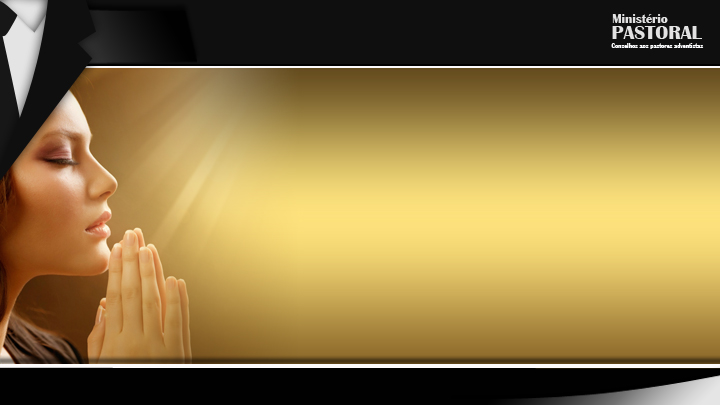 Ministério
PASTORAL
Conselhos aos pastores adventistas